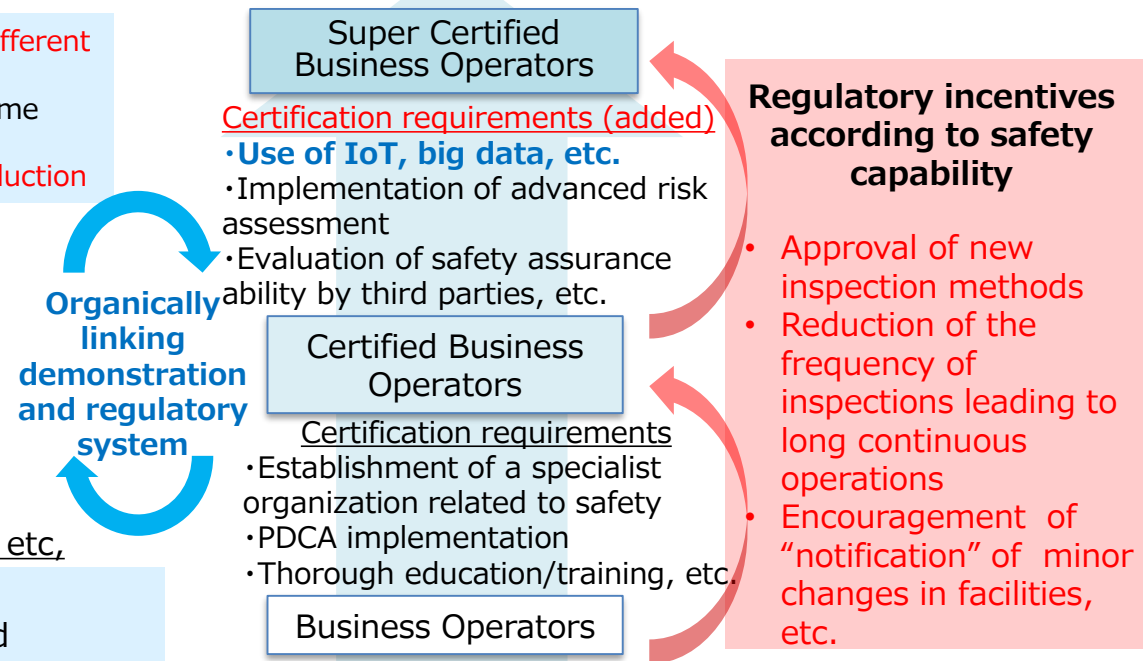 ifferent
me
duction
Organically
linking
demonstration
and regulatory
system
etc,
d
Super Certified
Business Operators
Certification requirements (added)
･Use of IoT, big data, etc.
･Implementation of advanced risk
assessment
･Evaluation of safety assurance
ability by third parties, etc.
Certified Business
Operators
Certification requirements
･Establishment of a specialist
organization related to safety
･PDCA implementation
･Thorough education/training, etc.
Business Operators
Regulatory incentives
according to safety
capability
• Approval of new
inspection methods
• Reduction of the
frequency of
inspections leading to
long continuous
operations
• Encouragement of
“notification” of minor
changes in facilities,
etc.